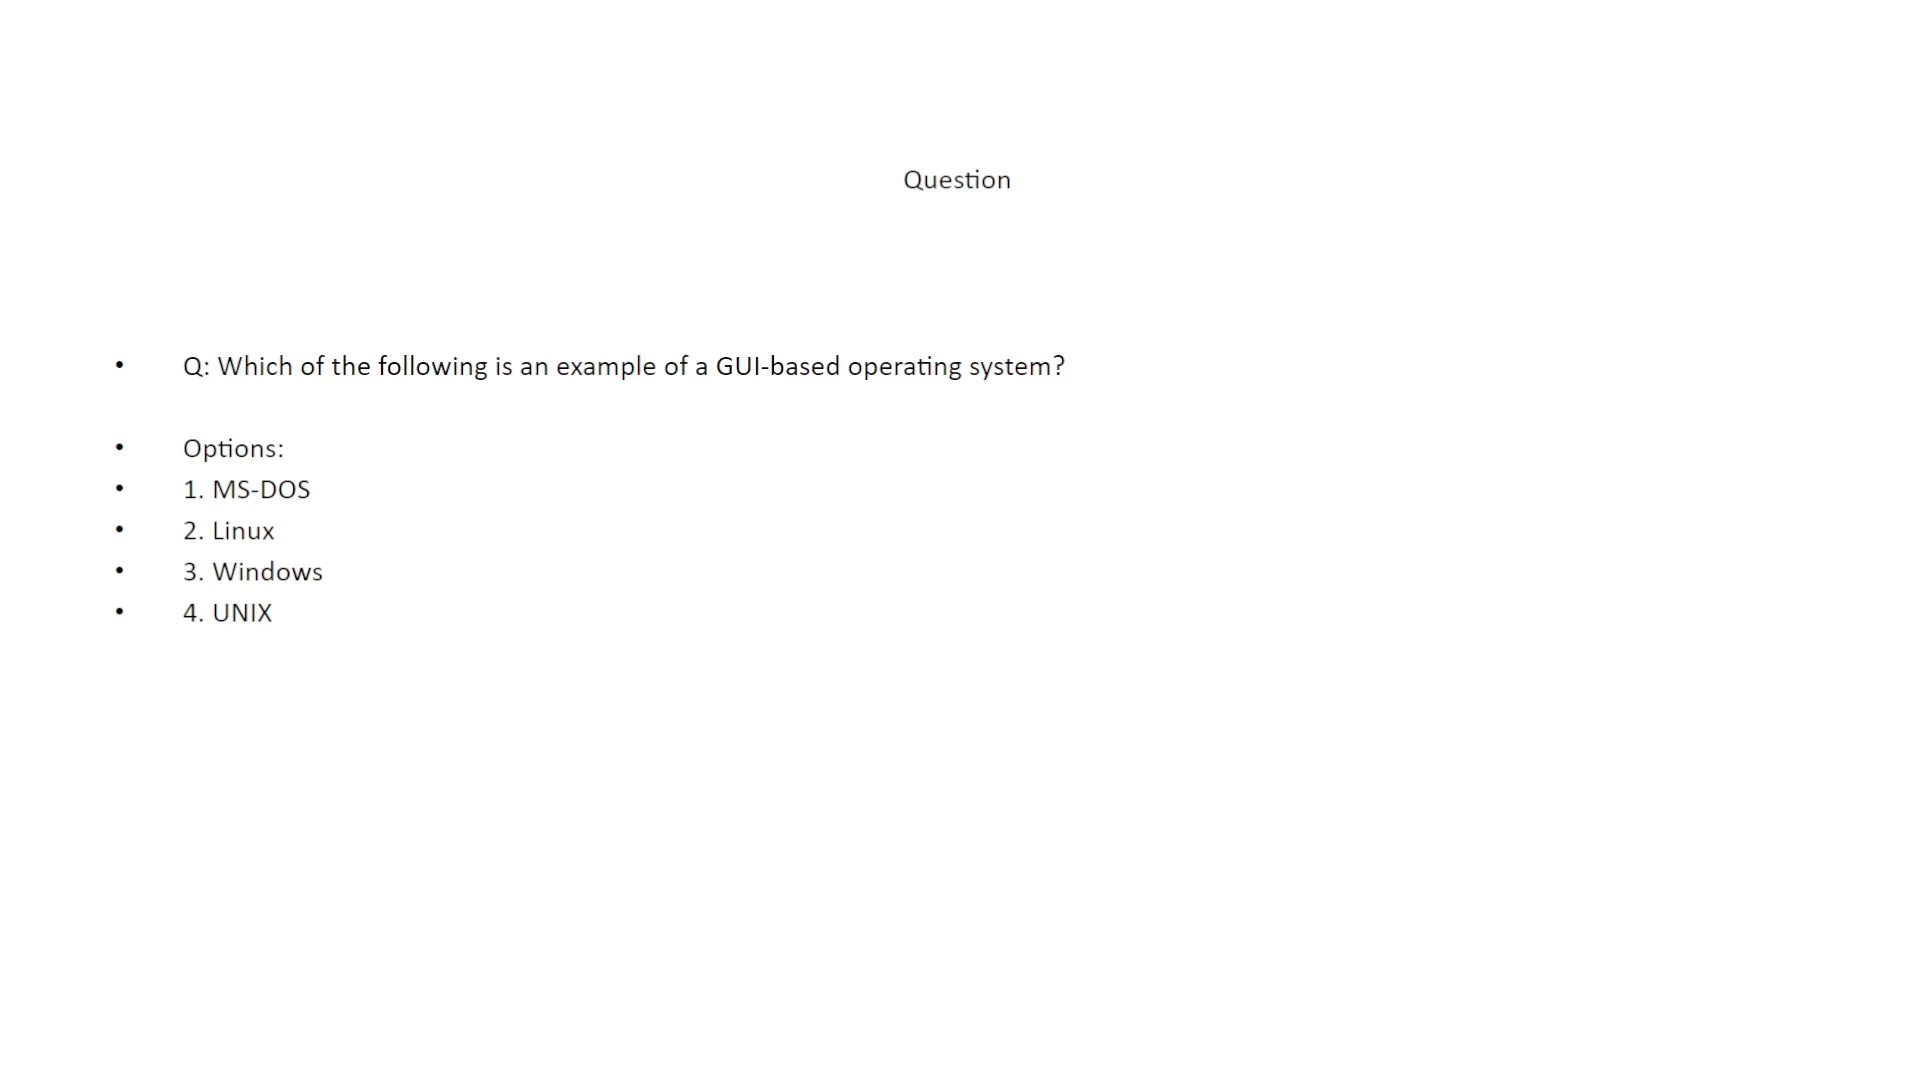 Question
• Q: Which of the following is an example of a GUI-based operating system?
• Options:
• 1. MS-DOS
• 2. Linux
• 3. Windows
• 4. UNIX